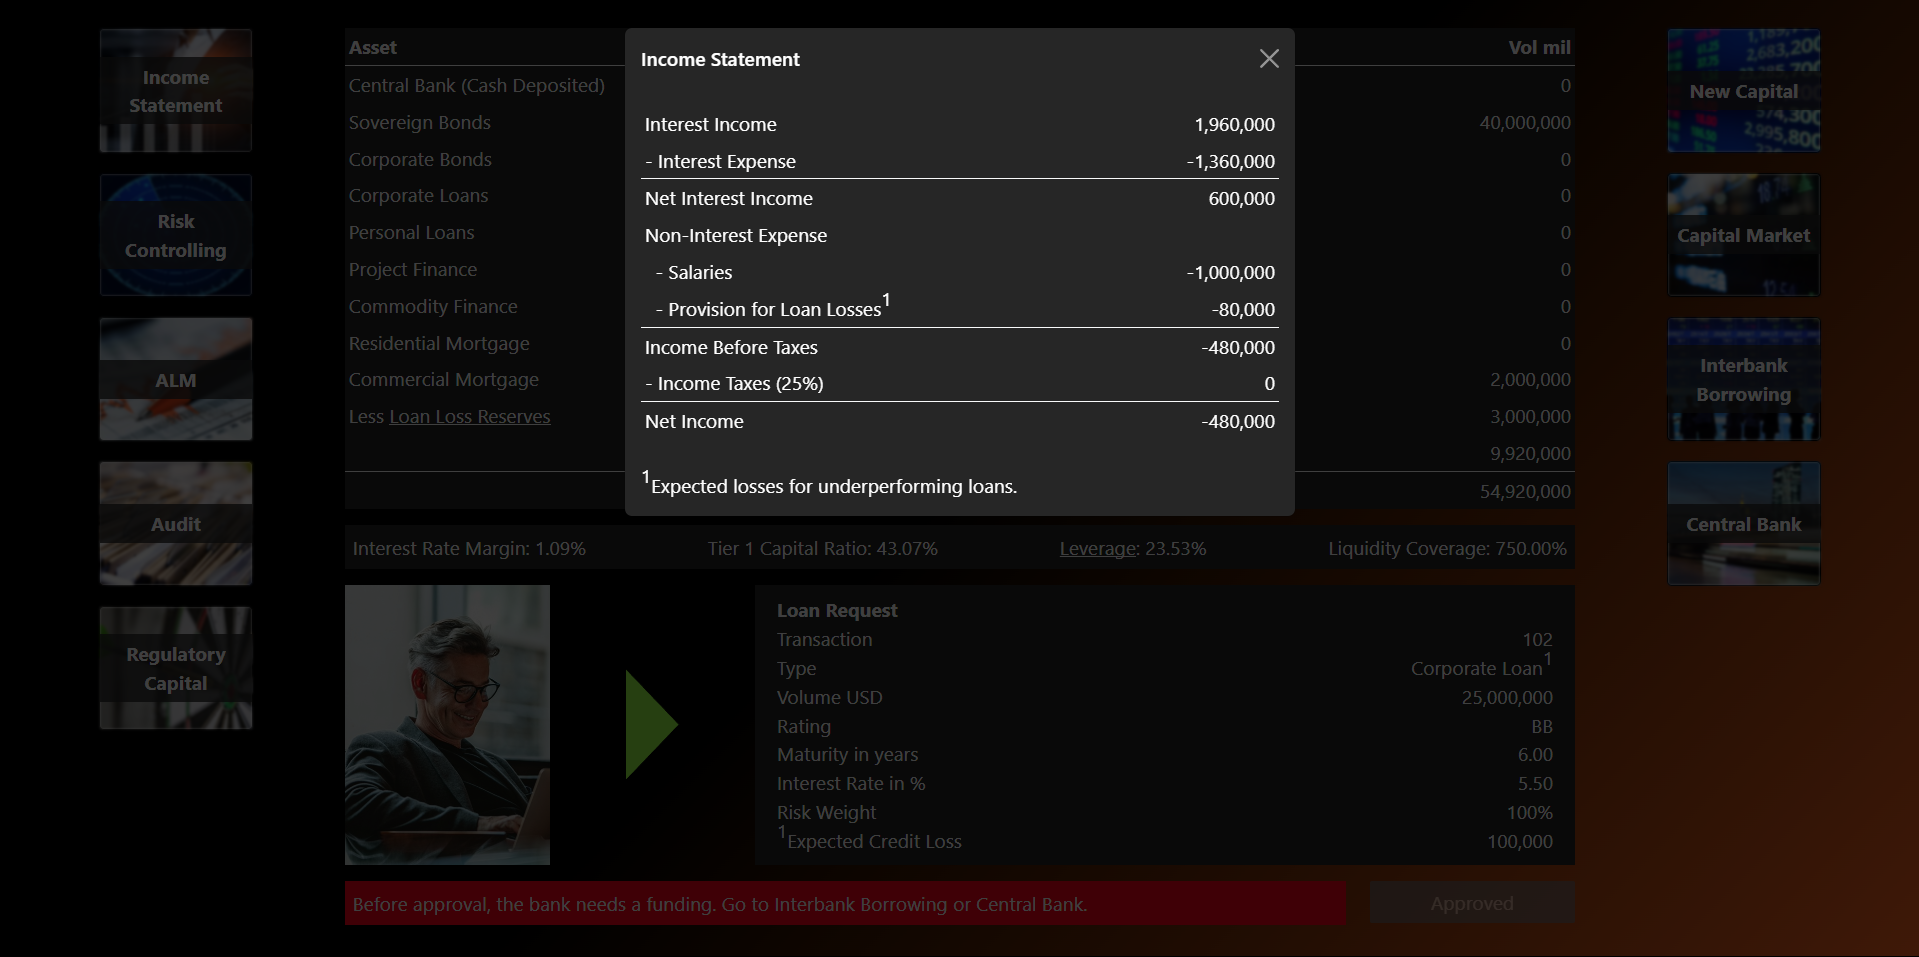 Income
Statement
Risk
Controlling
ALM
Audit
Regulatory
Capital
Asset Vol mil
Central Bank (Cash Deposited) 0
Sovereign Bonds 40,000,000
Corporate Bonds 0
Corporate Loans 0
Personal Loans 0
Project Finance 0
Commodity Finance 0
Residential Mortgage 0
Commercial Mortgage 2,000,000
Less Loan Loss Reserves 3,000,000
9,920,000
54,920,000
Income Statement
Interest Income 1,960,000
- Interest Expense -1,360,000
Net Interest Income 600,000
Non-Interest Expense
- Salaries -1,000,000
- Provision for Loan Losses1 -80,000
Income Before Taxes -480,000
- Income Taxes (25%) 0
Net Income -480,000
1Expected losses for underperforming loans.
Interest Rate Margin: 1.09% Tier 1 Capital Ratio: 43.07% Leverage: 23.53% Liquidity Coverage: 750.00%
Loan Request
Transaction 102
Type Corporate Loan1
Volume USD 25,000,000
Rating BB
Maturity in years 6.00
Interest Rate in % 5.50
Risk Weight 100%
1Expected Credit Loss 100,000
Before approval, the bank needs a funding. Go to Interbank Borrowing or Central Bank. Approved
New Capital
Capital Market
Interbank
Borrowing
Central Bank